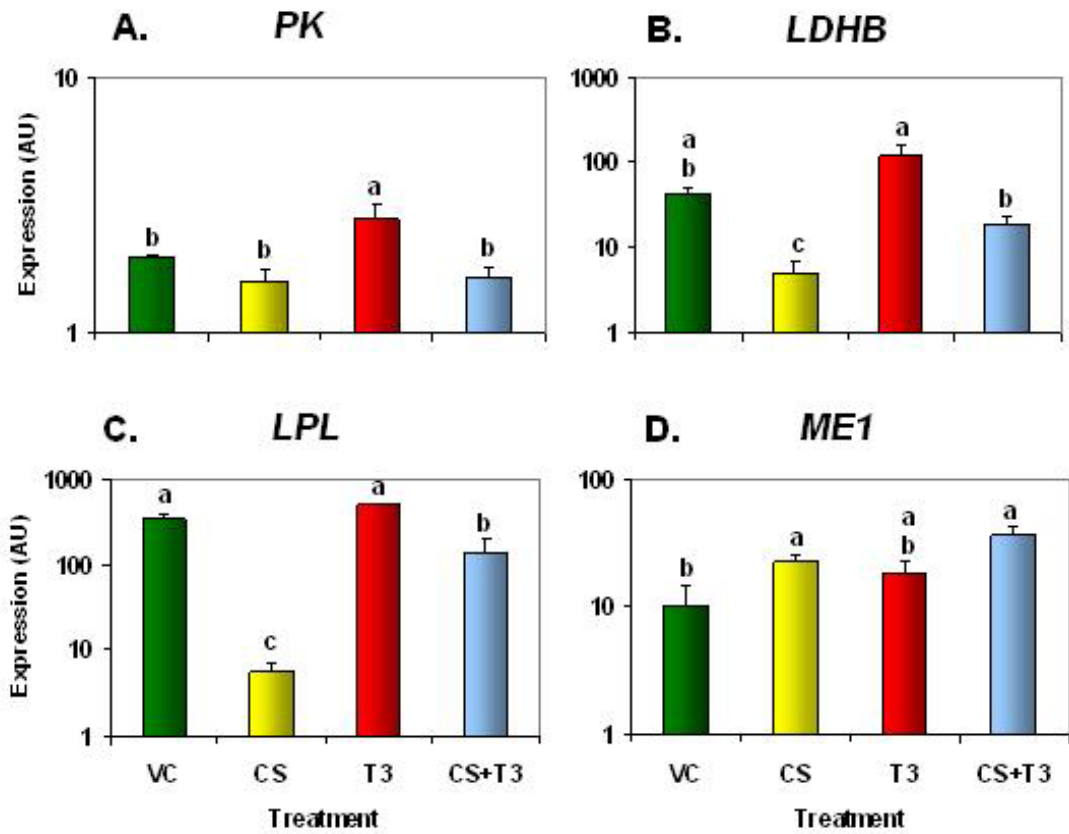 A. PK
Expression (AU)
10
1
b
b
a
b
B. LDHB
1000
100
10
1
a
b
c
a
b
C. LPL
Expression (AU)
1000
100
10
1
a
c
a
b
VC CS T3 CS+T3
Treatment
D. ME1
100
10
1
b
a
a
b
a
VC CS T3 CS+T3
Treatment